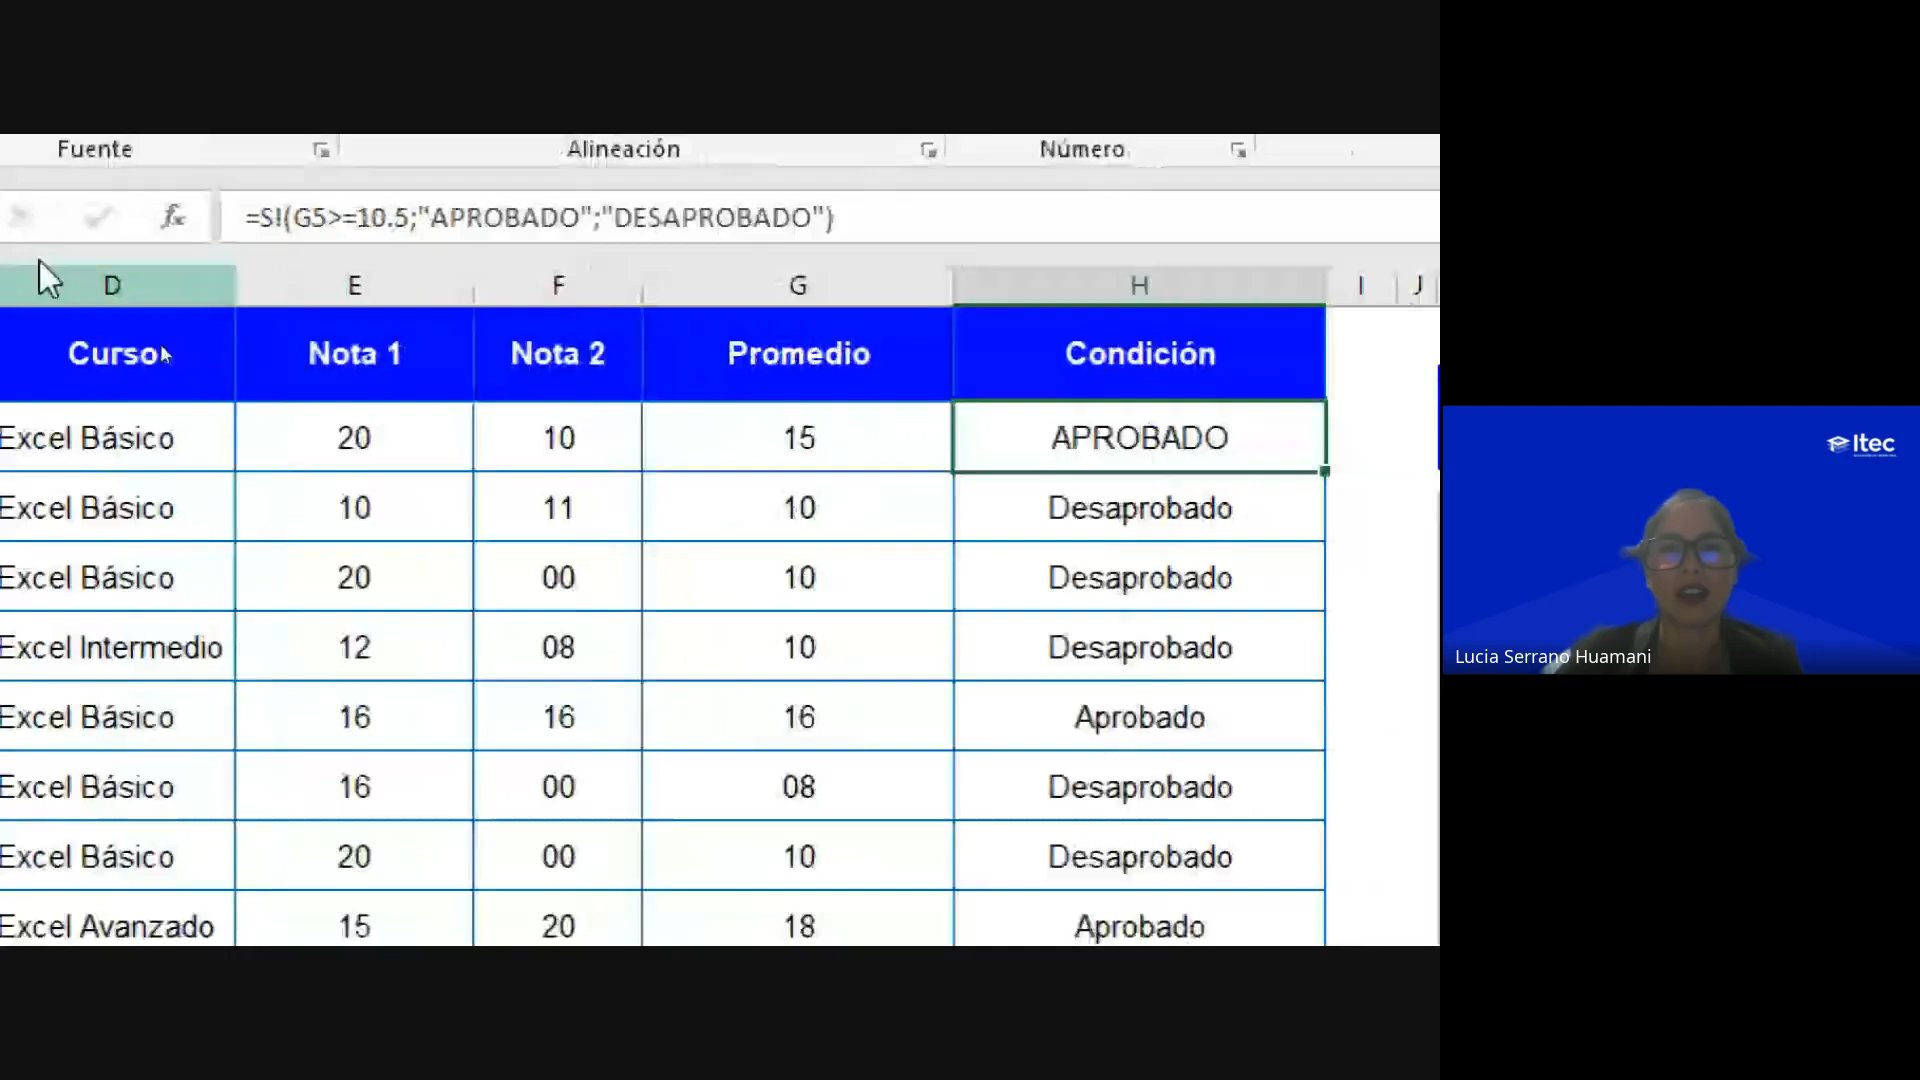 Fuente Alineación Número
fx =SI(G5>=10.5;"APROBADO";"DESAPROBADO")
D E F G H I J
Curso Nota 1 Nota 2 Promedio Condición
Excel Básico 20 10 15 APROBADO
Excel Básico 10 11 10 Desaprobado
Excel Básico 20 00 10 Desaprobado
Excel Intermedio 12 08 10 Desaprobado
Excel Básico 16 16 16 Aprobado
Excel Básico 16 00 08 Desaprobado
Excel Básico 20 00 10 Desaprobado
Excel Avanzado 15 20 18 Aprobado
Itec
Lucia Serrano Huamani